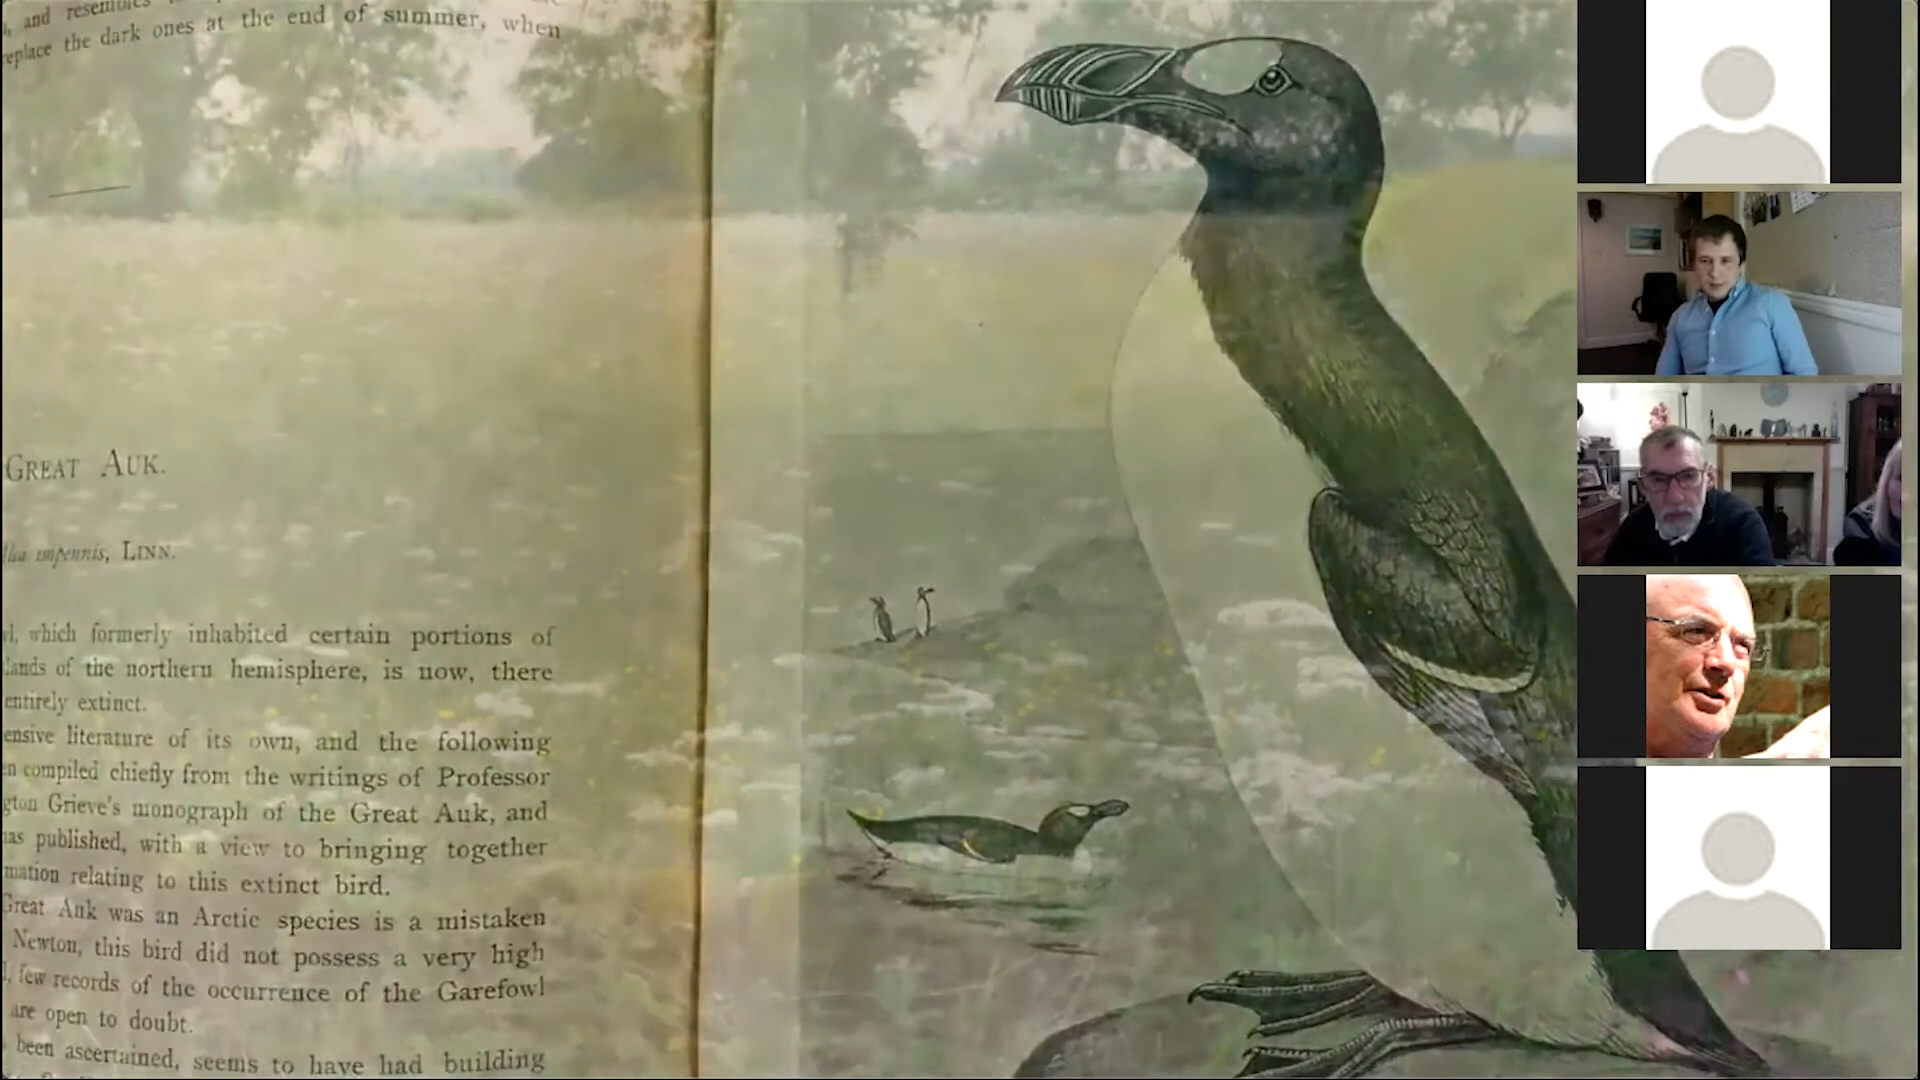 and resembles
replace the dark ones at the end of summer, when
GREAT AUK.
impennis, LINN.
which formerly inhabited certain portions of
of the northern hemisphere, is now, there
entirely extinct.
literature of its own, and the following
compiled chiefly from the writings of Professor
Grieve's monograph of the Great Auk, and
has published, with a view to bringing together
relating to this extinct bird.
Great Auk was an Arctic species is a mistaken
Newton, this bird did not possess a very high
few records of the occurrence of the Garefowl
are open to doubt.
been ascertained, seems to have had building